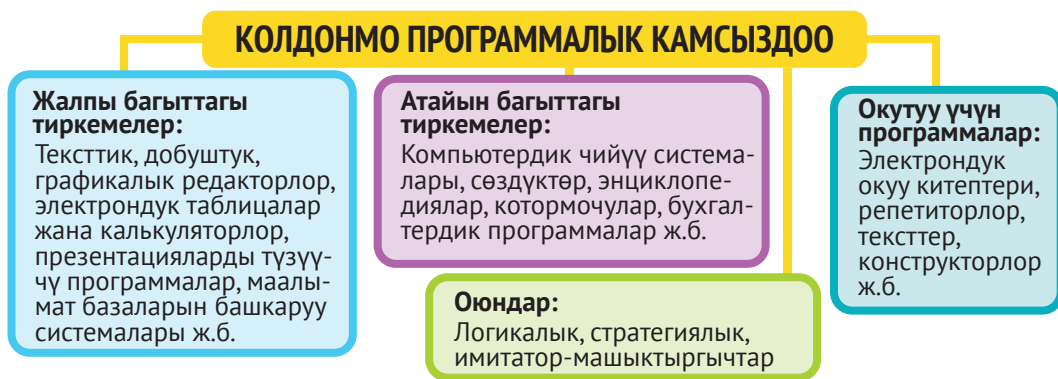 КОЛДОНМО ПРОГРАММАЛЫК КАМСЫЗДОО
Жалпы багыттагы
тиркемелер:
Тексттик, добуштук,
графикалык редакторлор,
электрондук таблицалар
жана калькуляторлор,
презентацияларды түзүү-
чү программалар, маалы-
мат базаларын башкаруу
системалары ж.б.
Атайын багыттагы
тиркемелер:
Компьютердик чийүү система-
лары, сөздүктөр, энциклопе-
диялар, котормочулар, бухгал-
тердик программалар ж.б.
Оюндар:
Логикалык, стратегиялык,
имитатор-машыктыргычтар
Окутуу үчүн
программалар:
Электрондук
окуу китептери,
репетиторлор,
тексттер,
конструкторлор
ж.б.